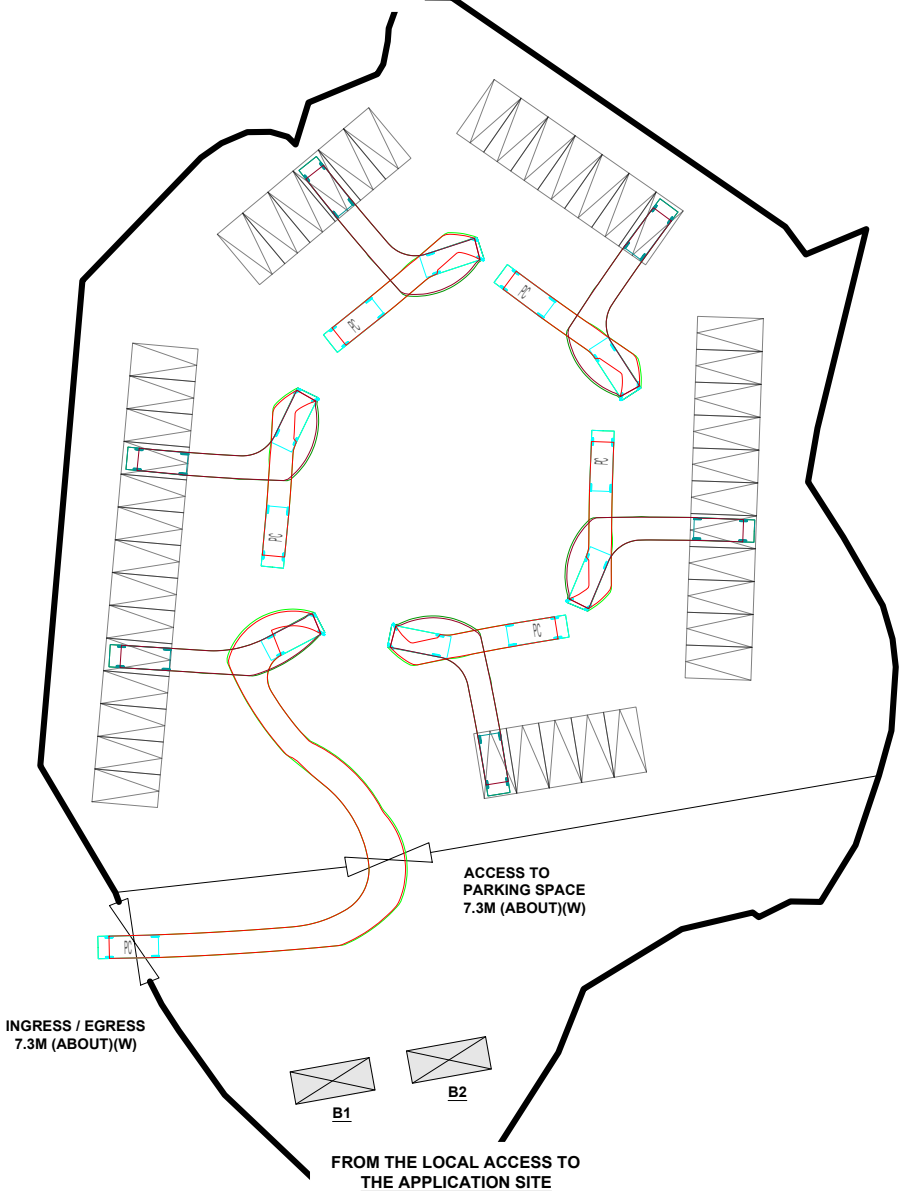 PC
PC
PC
PC
PC
ACCESS TO
PARKING SPACE
7.3M (ABOUT)(W)
PC
INGRESS / EGRESS
7.3M (ABOUT)(W)
B1
B2
FROM THE LOCAL ACCESS TO
THE APPLICATION SITE